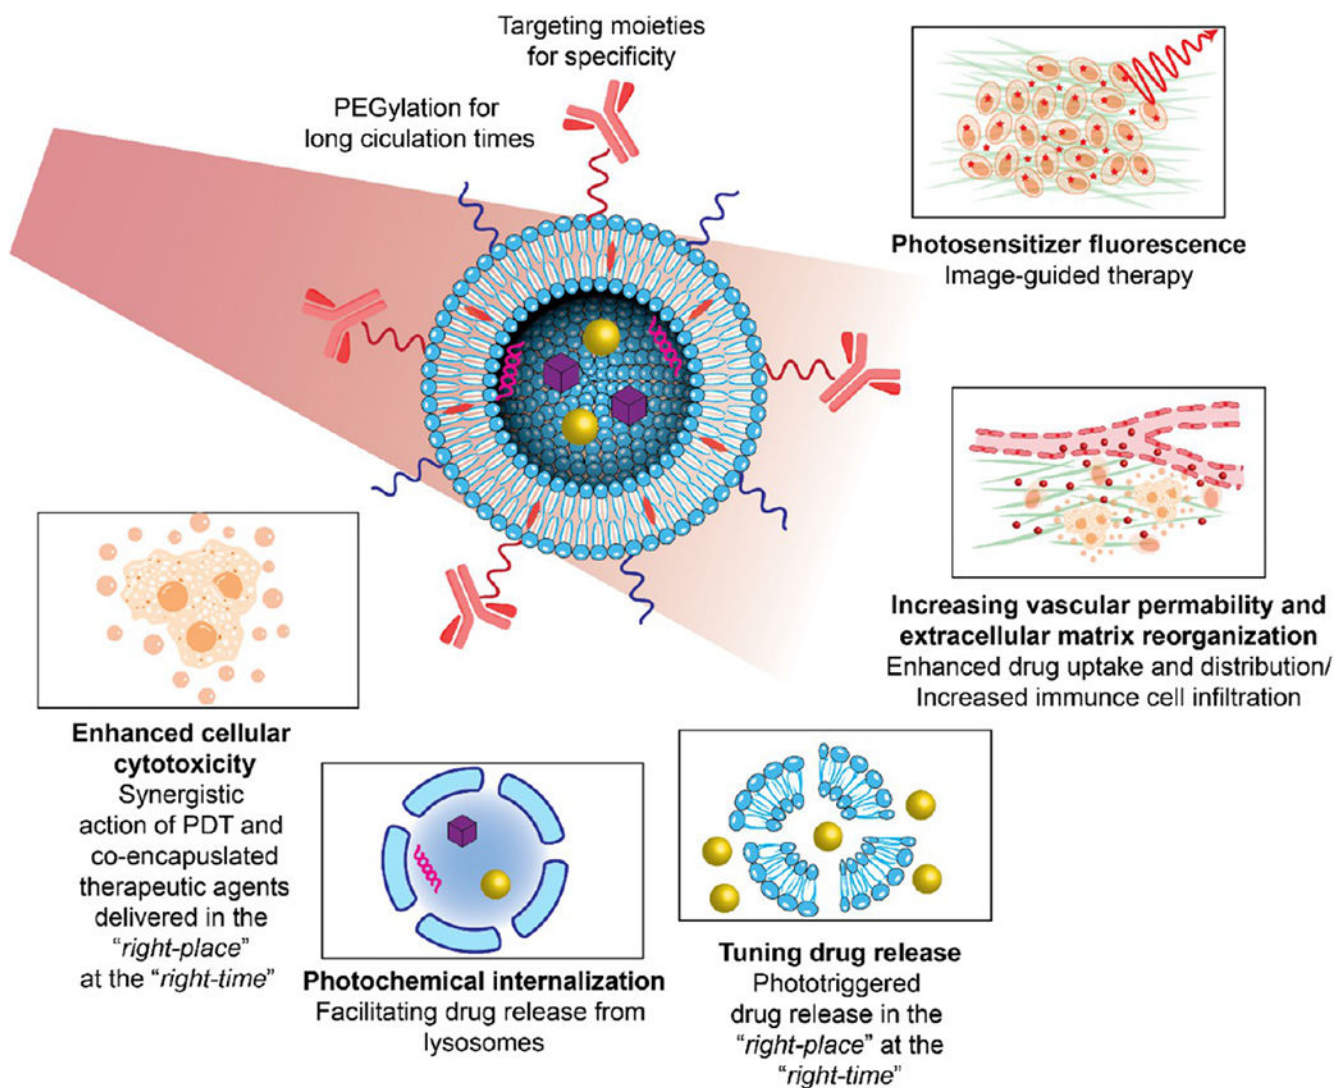 Targeting moieties
for specificity
PEGylation for
long ciculation times
Photosensitizer fluorescence
Image-guided therapy
Increasing vascular permability and
extracellular matrix reorganization
Enhanced drug uptake and distribution/
Increased immunce cell infiltration
Enhanced cellular
cytotoxicity
Synergistic
action of PDT and
co-encapuslated
therapeutic agents
delivered in the
“right-place”
at the “right-time”
Photochemical internalization
Facilitating drug release from
lysosomes
Tuning drug release
Phototriggered
drug release in the
“right-place” at the
“right-time”